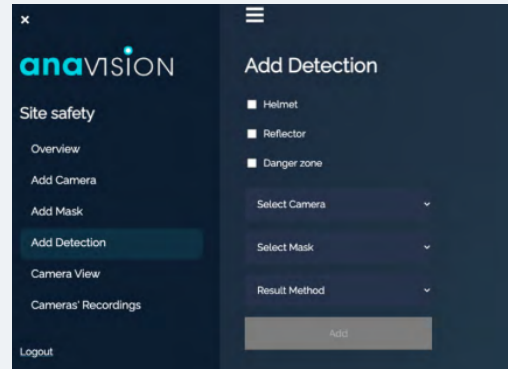 ×
anavision
Site safety
Overview
Add Camera
Add Mask
Add Detection
Camera View
Cameras' Recordings
Logout
Add Detection
Helmet
Reflector
Danger zone
Select Camera
Select Mask
Result Method
Add